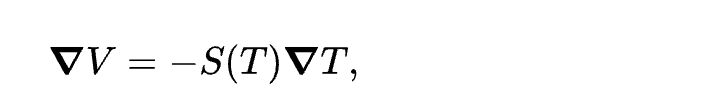 ∇V = −S(T)∇T,